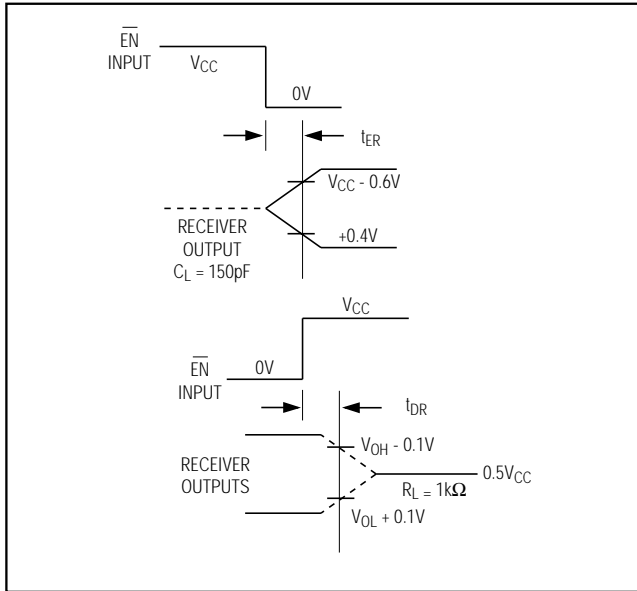 EN
INPUT
VCC
0V
tER
VCC - 0.6V
RECEIVER
OUTPUT
CL = 150pF
+0.4V
VCC
EN
INPUT
0V
tDR
VOH - 0.1V
RECEIVER
OUTPUTS
0.5VCC
RL = 1kΩ
VOL + 0.1V